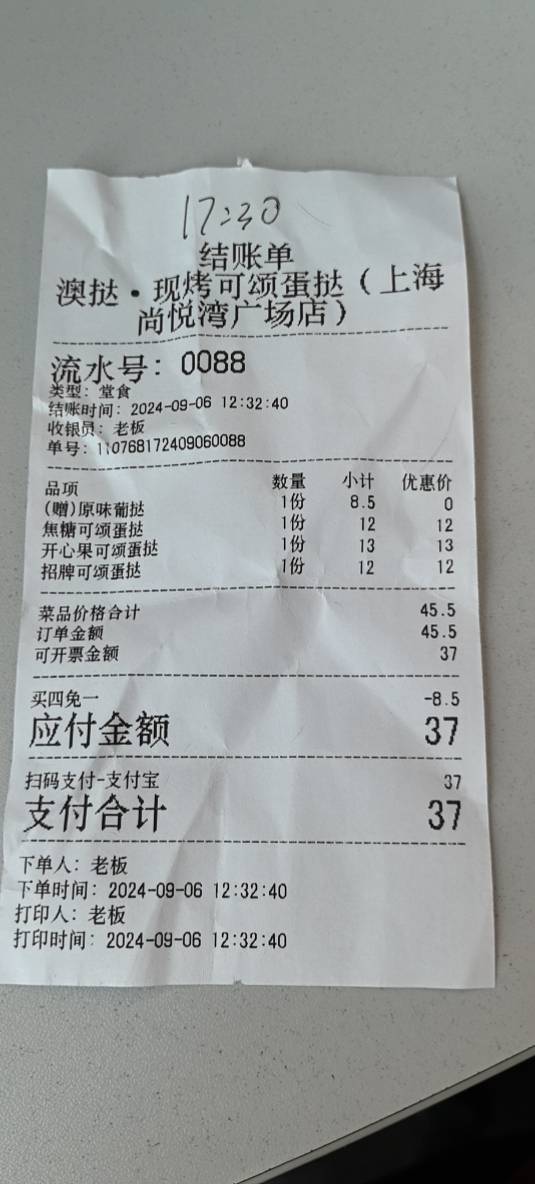 17:30
结账单
澳挞·现烤可颂蛋挞(上海
尚悦湾广场店)
流水号: 0088
类型: 堂食
结账时间: 2024-09-06 12:32:40
收银员: 老板
单号: 110768172409060088
品项 数量 小计 优惠价
(赠)原味葡挞 1份 8.5 0
焦糖可颂蛋挞 1份 12 12
开心果可颂蛋挞 1份 13 13
招牌可颂蛋挞 1份 12 12
菜品价格合计 45.5
订单金额 45.5
可开票金额 37
买四免一 -8.5
应付金额 37
扫码支付-支付宝 37
支付合计 37
下单人: 老板
下单时间: 2024-09-06 12:32:40
打印人: 老板
打印时间: 2024-09-06 12:32:40